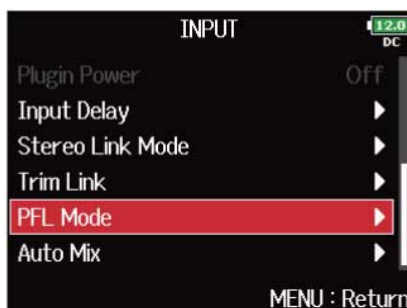 INPUT
12.0
DC
Plugin Power Off
Input Delay
Stereo Link Mode
Trim Link
PFL Mode
Auto Mix
MENU : Return